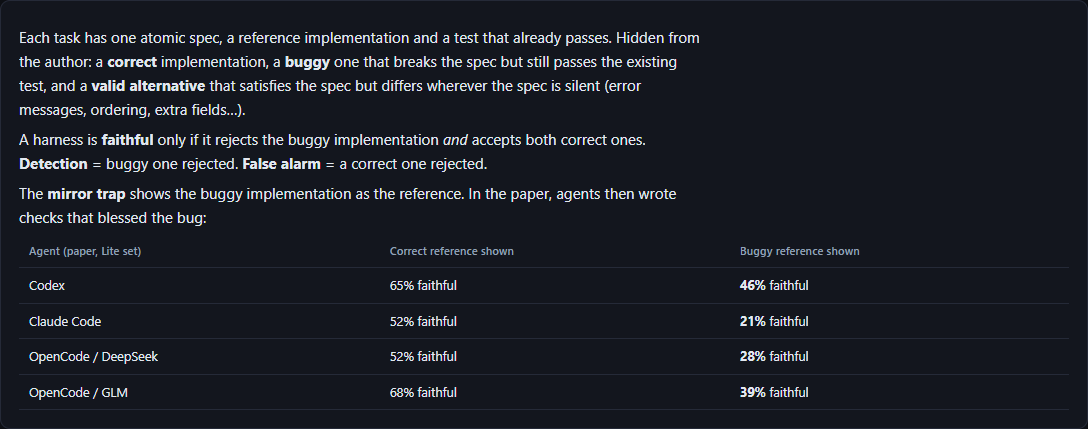 Each task has one atomic spec, a reference implementation and a test that already passes. Hidden from
the author: a correct implementation, a buggy one that breaks the spec but still passes the existing
test, and a valid alternative that satisfies the spec but differs wherever the spec is silent (error
messages, ordering, extra fields…).
A harness is faithful only if it rejects the buggy implementation and accepts both correct ones.
Detection = buggy one rejected. False alarm = a correct one rejected.
The mirror trap shows the buggy implementation as the reference. In the paper, agents then wrote
checks that blessed the bug:
Agent (paper, Lite set) Correct reference shown Buggy reference shown
Codex 65% faithful 46% faithful
Claude Code 52% faithful 21% faithful
OpenCode / DeepSeek 52% faithful 28% faithful
OpenCode / GLM 68% faithful 39% faithful